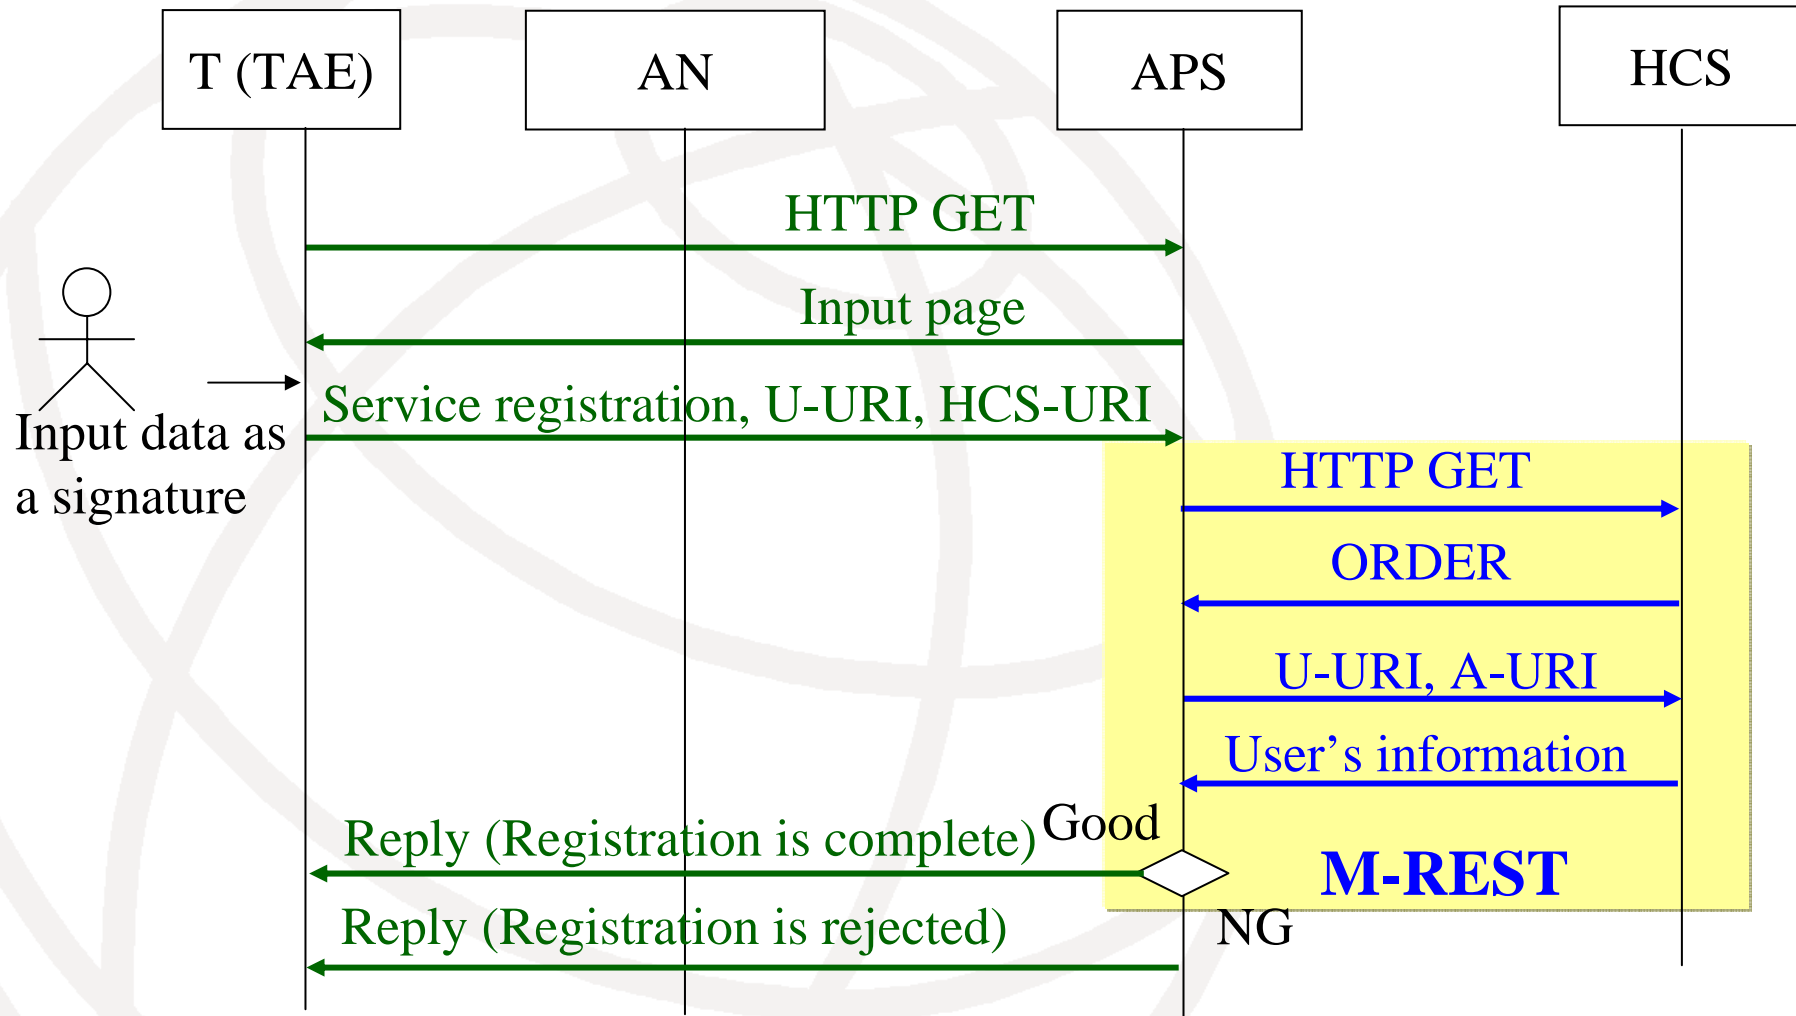 T (TAE)
AN
APS
HCS
HTTP GET
Input page
Service registration, U-URI, HCS-URI
Input data as
a signature
HTTP GET
ORDER
U-URI, A-URI
User’s information
Good
Reply (Registration is complete)
M-REST
Reply (Registration is rejected)
NG